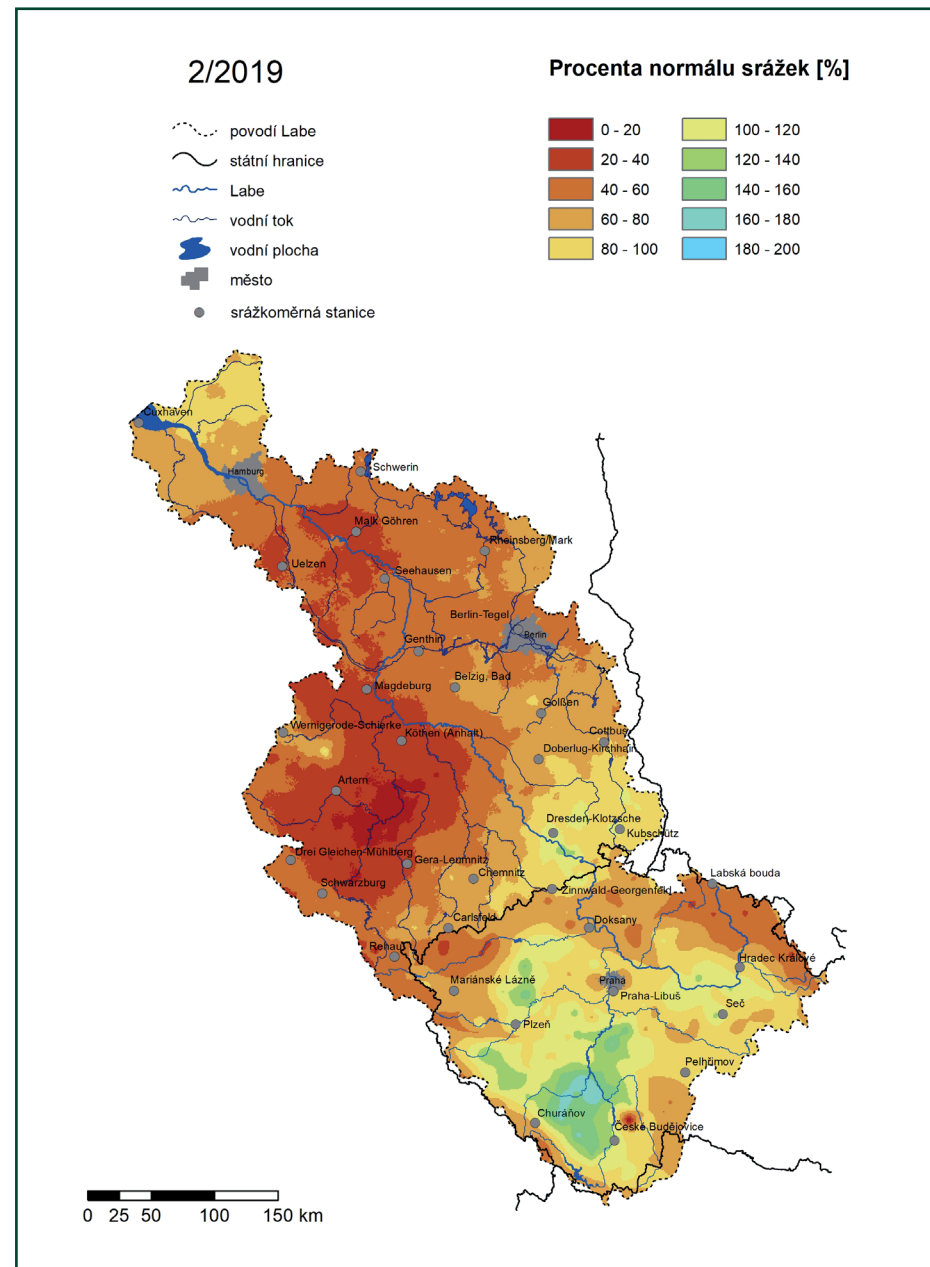 2/2019
Procenta normálu srážek [%]
povodí Labe
státní hranice
Labe
vodní tok
vodní plocha
město
srážkoměrná stanice
0 - 20
20 - 40
40 - 60
60 - 80
80 - 100
100 - 120
120 - 140
140 - 160
160 - 180
180 - 200
Cuxhaven
Hamburg
Schwerin
Malk Göhren
Rheinsberg/Mark
Uelzen
Seehausen
Berlin-Tegel
Berlin
Genthin
Belzig, Bad
Magdeburg
Golßen
Wernigerode-Schierke
Köthen (Anhalt)
Cottbus
Doberlug-Kirchhain
Artern
Dresden-Klotzsche
Kubschütz
Drei Gleichen-Mühlberg
Gera-Leumnitz
Chemnitz
Labská bouda
Schwarzburg
Zinnwald-Georgenfeld
Carlsfeld
Doksany
Rehau
Hradec Králové
Mariánské Lázně
Praha
Praha-Libuš
Seč
Plzeň
Pelhřimov
Churáňov
České Budějovice
0 25 50 100 150 km